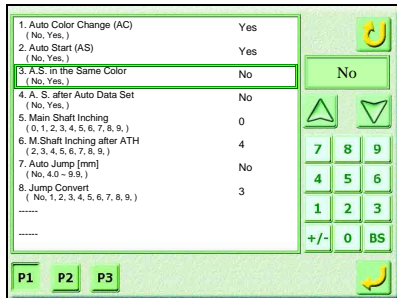 1. Auto Color Change (AC) Yes
( No, Yes, )
2. Auto Start (AS) Yes
( No, Yes, )
3. A.S. in the Same Color No
( No, Yes, )
4. A. S. after Auto Data Set No
( No, Yes, )
5. Main Shaft Inching 0
( 0, 1, 2, 3, 4, 5, 6, 7, 8, 9, )
6. M.Shaft Inching after ATH 4
( 2, 3, 4, 5, 6, 7, 8, 9, )
7. Auto Jump [mm] No
( No, 4.0 ~ 9.9, )
8. Jump Convert 3
( No, 1, 2, 3, 4, 5, 6, 7, 8, 9, )
------
------
No
7 8 9
4 5 6
1 2 3
+/- 0 BS
P1 P2 P3